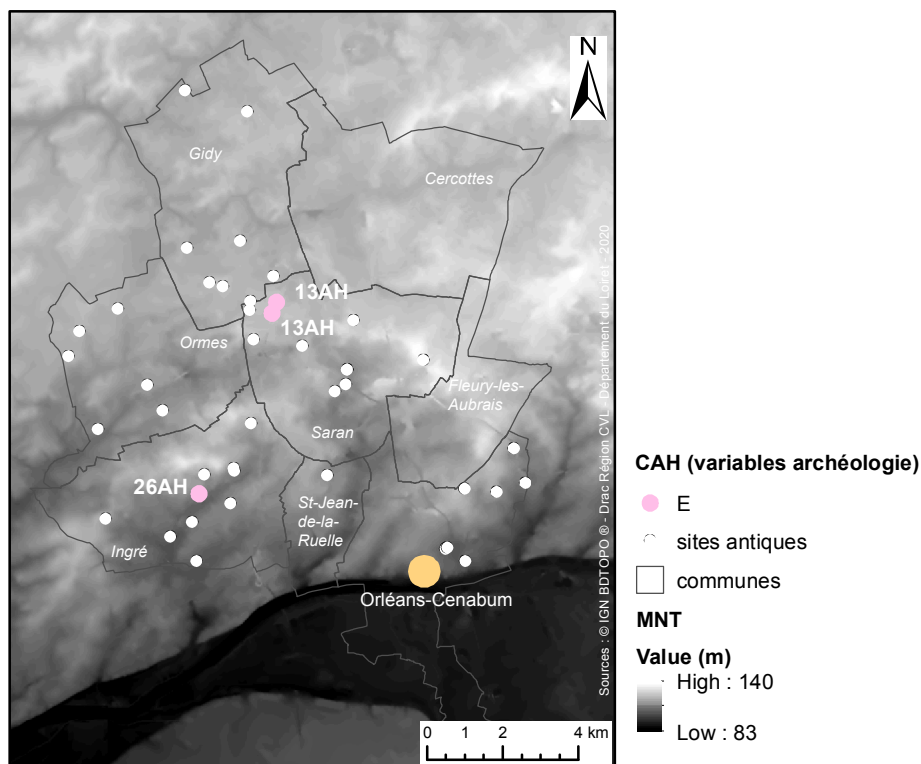 N
Gidy
Cercottes
13AH
13AH
Ormes
Fleury-les-
Aubrais
Saran
26AH
St-Jean-
de-la-
Ruelle
Ingré
Orléans-Cenabum
Sources : © IGN BDTOPO ® - Drac Région CVL - Département du Loiret - 2020
0 1 2 4 km
CAH (variables archéologie)
E
sites antiques
communes
MNT
Value (m)
High : 140
Low : 83